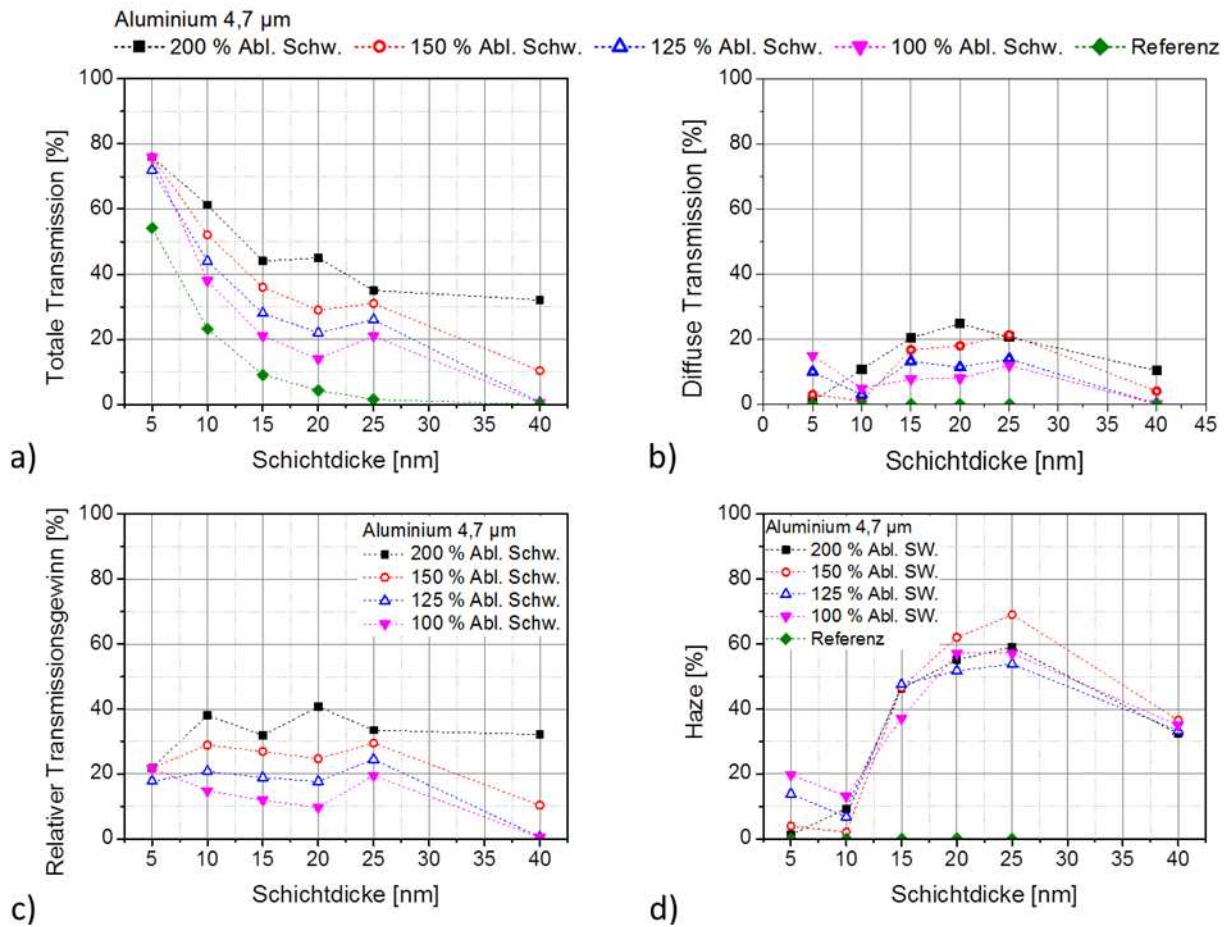 Aluminium 4,7 µm
200 % Abl. Schw. 150 % Abl. Schw. 125 % Abl. Schw. 100 % Abl. Schw. Referenz
100
80
60
40
20
0
Totale Transmission [%]
5 10 15 20 25 30 35 40
Schichtdicke [nm]
a)
100
80
60
40
20
0
Diffuse Transmission [%]
0 5 10 15 20 25 30 35 40 45
Schichtdicke [nm]
b)
100
80
60
40
20
0
Relativer Transmissionsgewinn [%]
Aluminium 4,7 µm
200 % Abl. Schw.
150 % Abl. Schw.
125 % Abl. Schw.
100 % Abl. Schw.
5 10 15 20 25 30 35 40
Schichtdicke [nm]
c)
100
80
60
40
20
0
Haze [%]
Aluminium 4,7 µm
200 % Abl. SW.
150 % Abl. SW.
125 % Abl. SW.
100 % Abl. SW.
Referenz
5 10 15 20 25 30 35 40
Schichtdicke [nm]
d)